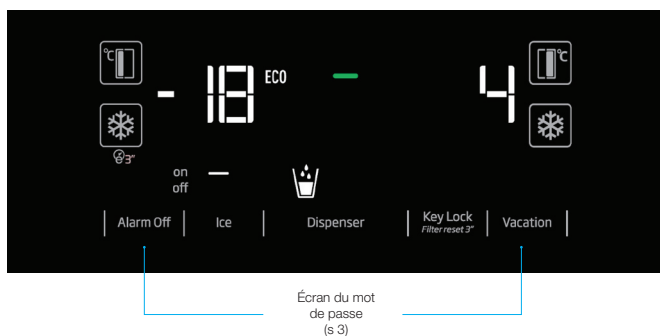 °C
- 18 ECO
4
°C
3"
on
off
Alarm Off
Ice
Dispenser
Key Lock
Filter reset 3"
Vacation
Écran du mot
de passe
(s 3)